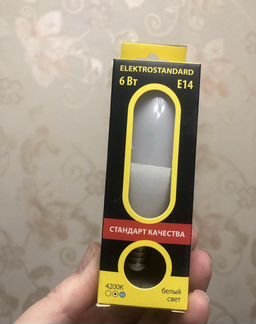 ELEKTROSTANDARD
6 Вт E14
СТАНДАРТ КАЧЕСТВА
4200K
белый
свет